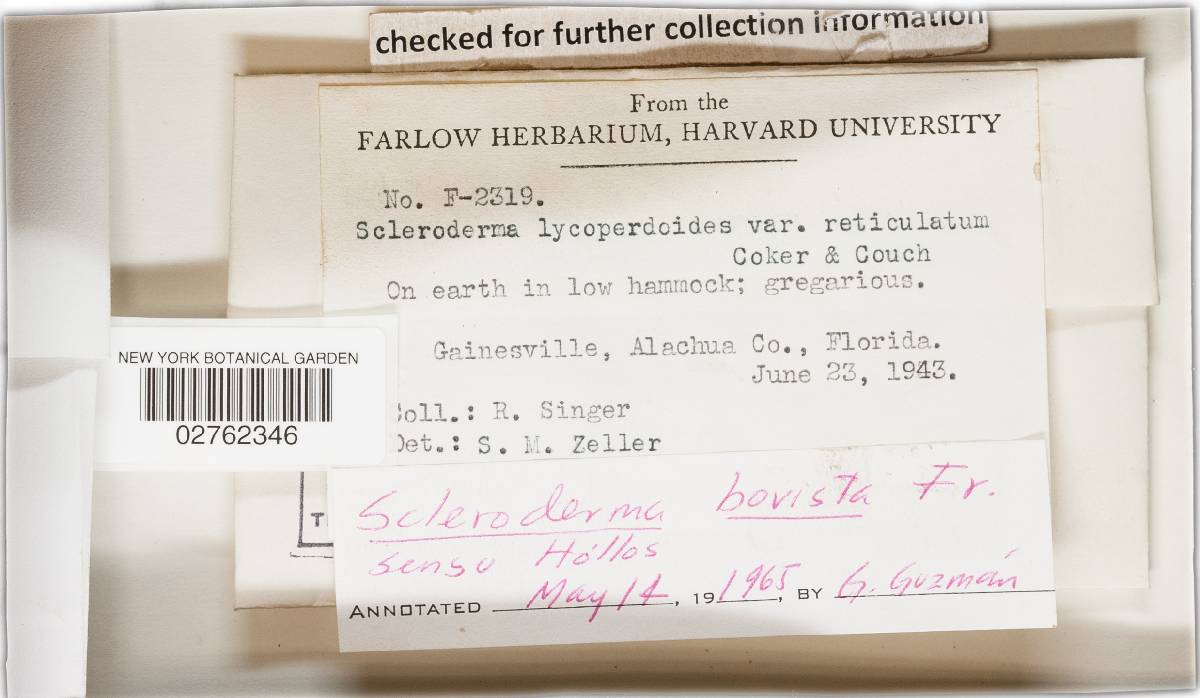 checked for further collection information
From the
FARLOW HERBARIUM, HARVARD UNIVERSITY
No. F-2319.
Scleroderma lycoperdoides var. reticulatum
Coker & Couch
On earth in low hammock; gregarious.
Gainesville, Alachua Co., Florida.
June 23, 1943.
Coll.: R. Singer
Det.: S. M. Zeller
NEW YORK BOTANICAL GARDEN
02762346
Scleroderma bovista Fr.
sensu Hóllos
ANNOTATED May 14, 19 1965, BY G. Guzmán